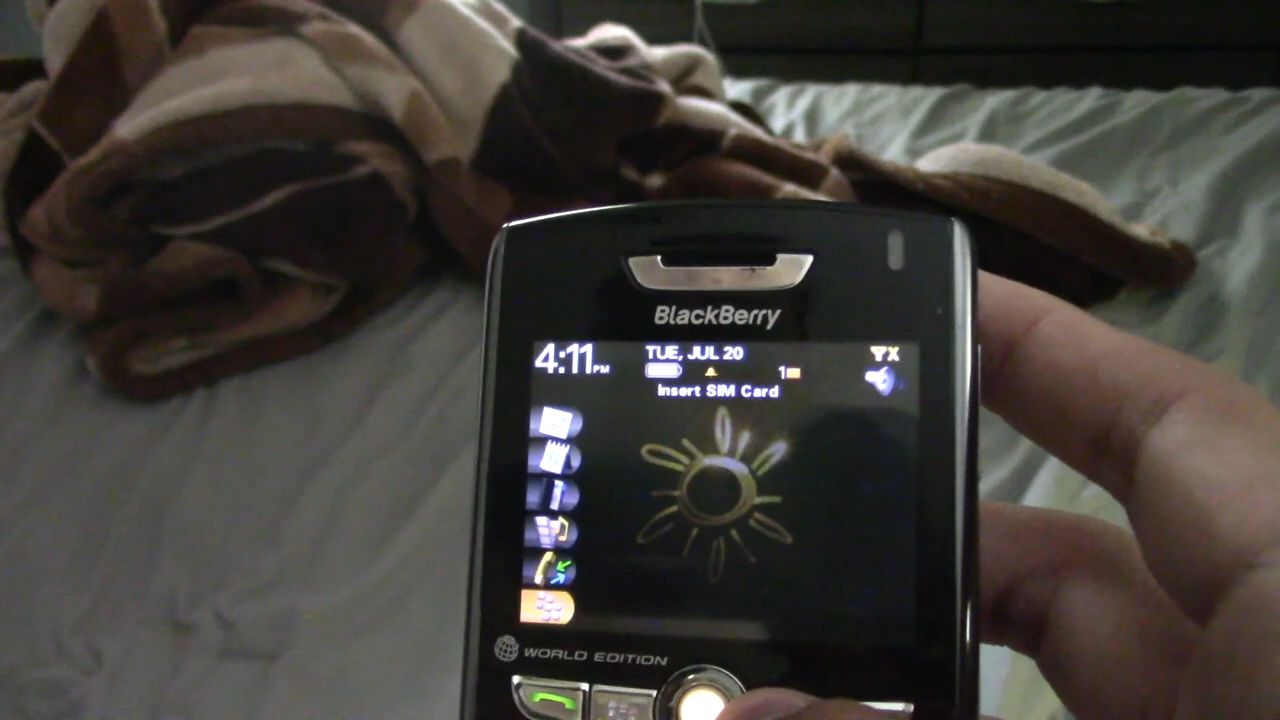 BlackBerry
4:11PM
TUE, JUL 20
1
Insert SIM Card
WORLD EDITION